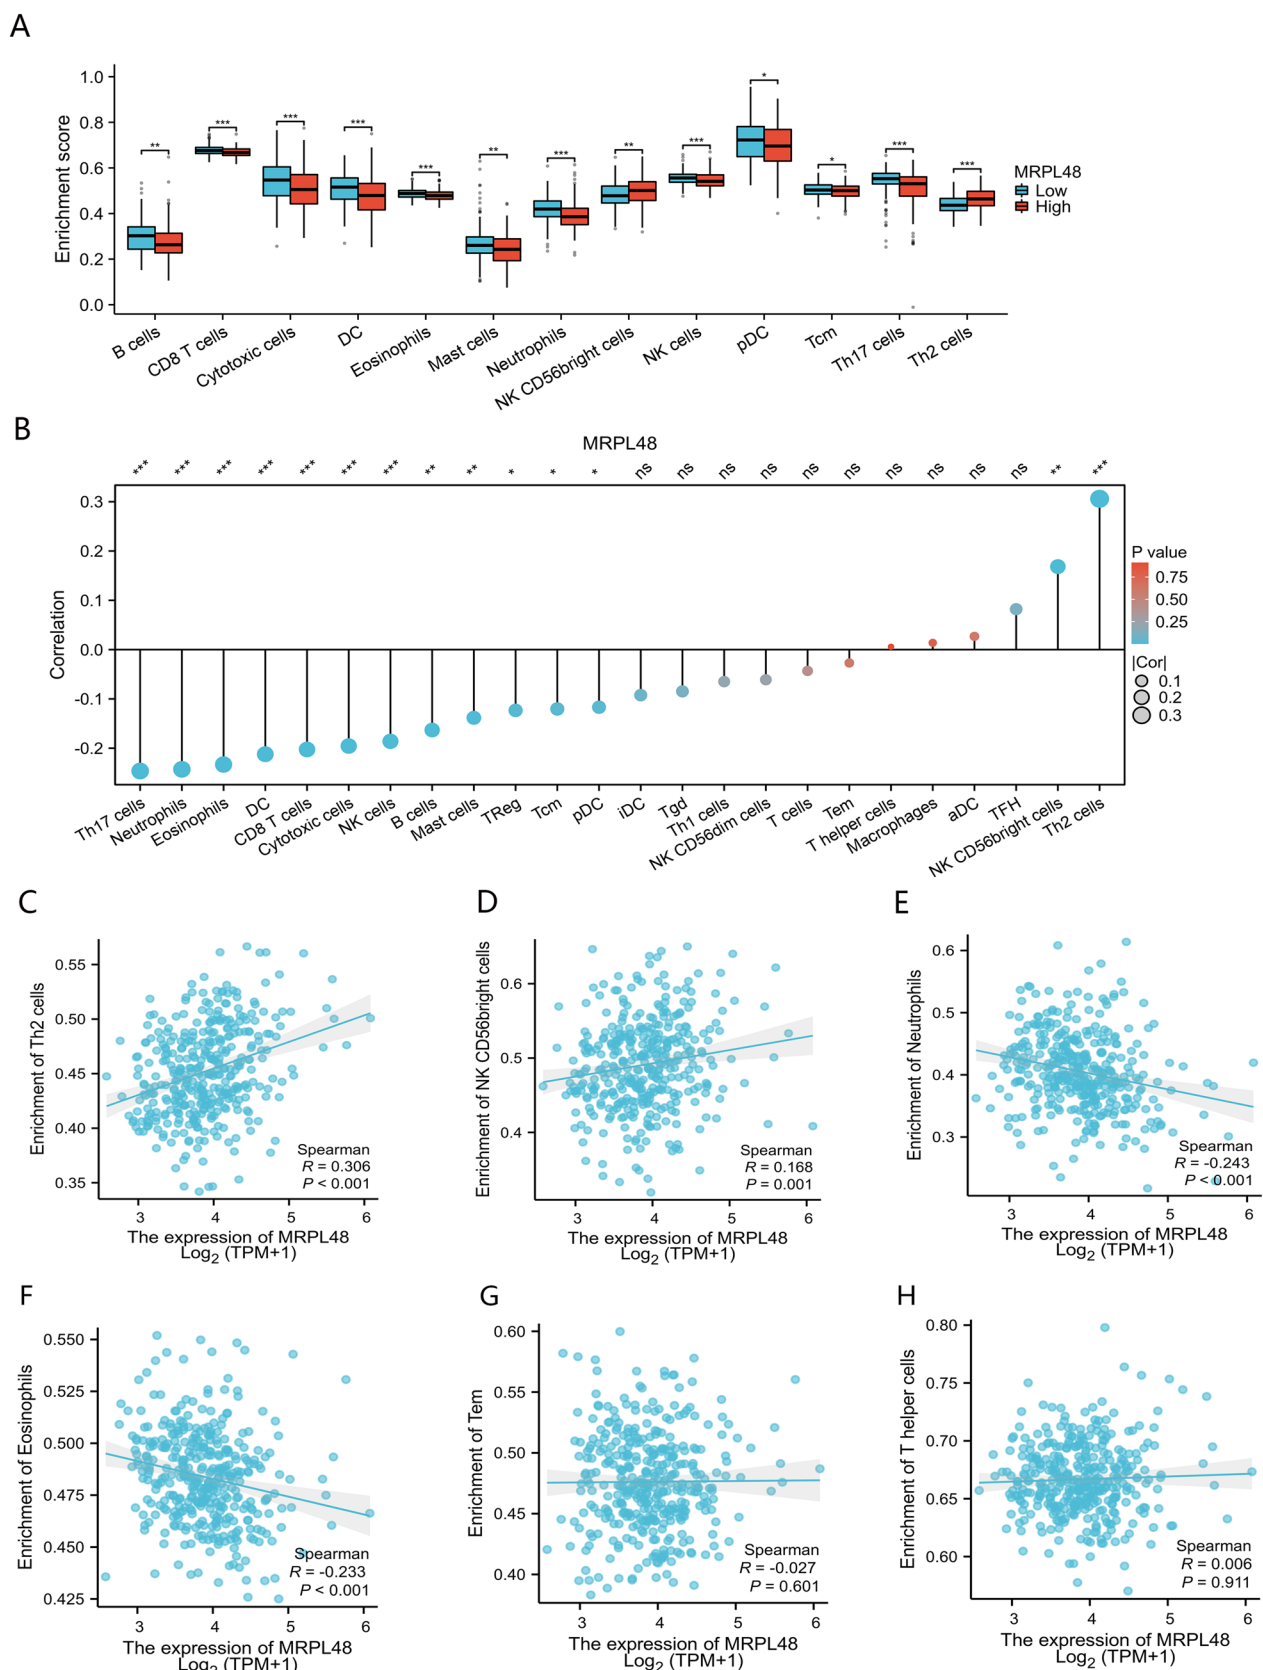 A
Enrichment score
1.0
0.8
0.6
0.4
0.2
0.0
** *** *** *** *** ** *** ** *** * * *** ***
B cells
CD8 T cells
Cytotoxic cells
DC
Eosinophils
Mast cells
Neutrophils
NK CD56bright cells
NK cells
pDC
Tcm
Th17 cells
Th2 cells
MRPL48
Low
High
B
MRPL48
*** *** *** *** *** *** *** ** ** * * * ns ns ns ns ns ns ns ns ns ns ** ***
Correlation
0.3
0.2
0.1
0.0
-0.1
-0.2
Th17 cells
Neutrophils
Eosinophils
DC
CD8 T cells
Cytotoxic cells
NK cells
B cells
Mast cells
TReg
Tcm
pDC
iDC
Tgd
Th1 cells
NK CD56dim cells
T cells
Tem
T helper cells
Macrophages
aDC
TFH
NK CD56bright cells
Th2 cells
P value
0.75
0.50
0.25
|Cor|
0.1
0.2
0.3
C
Enrichment of Th2 cells
0.55
0.50
0.45
0.40
0.35
Spearman
R = 0.306
P < 0.001
3 4 5 6
The expression of MRPL48
Log2 (TPM+1)
D
Enrichment of NK CD56bright cells
0.6
0.5
0.4
Spearman
R = 0.168
P = 0.001
3 4 5 6
The expression of MRPL48
Log2 (TPM+1)
E
Enrichment of Neutrophils
0.6
0.5
0.4
0.3
Spearman
R = -0.243
P < 0.001
3 4 5 6
The expression of MRPL48
Log2 (TPM+1)
F
Enrichment of Eosinophils
0.550
0.525
0.500
0.475
0.450
0.425
Spearman
R = -0.233
P < 0.001
3 4 5 6
The expression of MRPL48
Log2 (TPM+1)
G
Enrichment of Tem
0.60
0.55
0.50
0.45
0.40
Spearman
R = -0.027
P = 0.601
3 4 5 6
The expression of MRPL48
Log2 (TPM+1)
H
Enrichment of T helper cells
0.80
0.75
0.70
0.65
0.60
Spearman
R = 0.006
P = 0.911
3 4 5 6
The expression of MRPL48
Log2 (TPM+1)